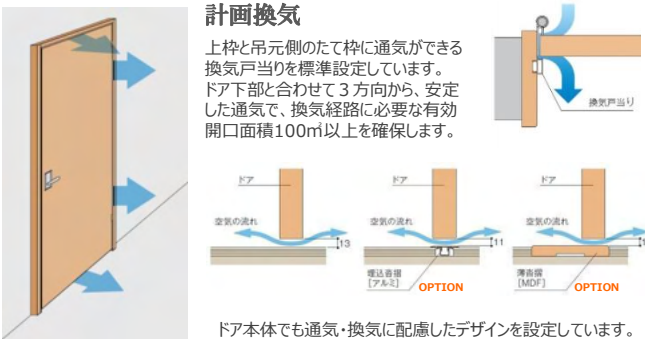 計画換気
上枠と吊元側のたて枠に通気ができる
換気戸当りを標準設定しています。
ドア下部と合わせて3方向から、安定
した通気で、換気経路に必要な有効
開口面積100㎡以上を確保します。
換気戸当り
ドア
空気の流れ
13
ドア
空気の流れ
11
埋込沓摺
[アルミ]
OPTION
ドア
空気の流れ
薄沓摺
[MDF]
OPTION
ドア本体でも通気・換気に配慮したデザインを設定しています。